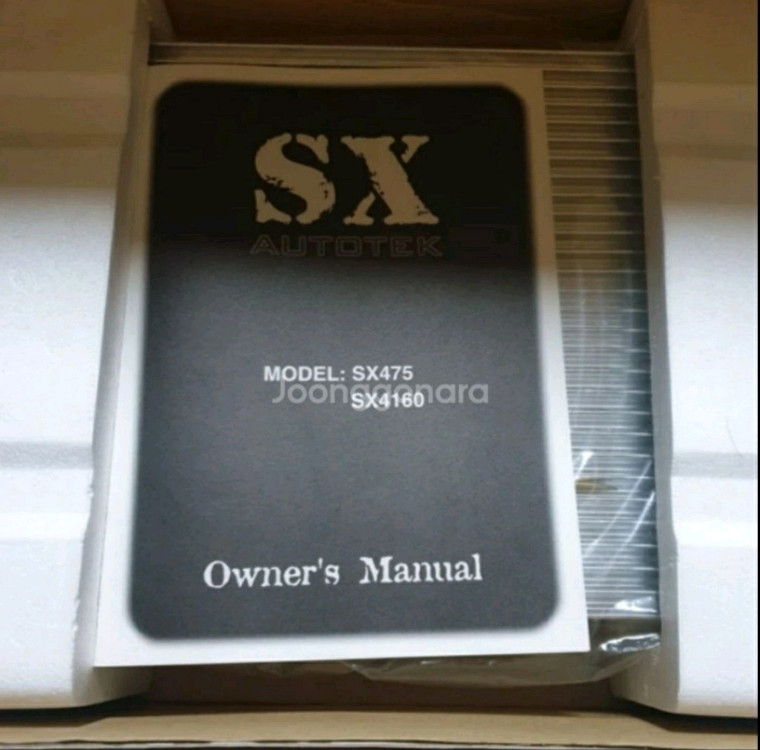 SX
AUTOTEK
MODEL: SX475
Joonggonara
SX4160
Owner's Manual